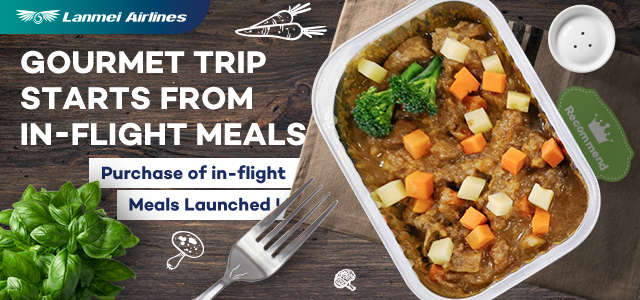 Lanmei Airlines
GOURMET TRIP
STARTS FROM
IN-FLIGHT MEALS
Purchase of in-flight
Meals Launched !
Recommend